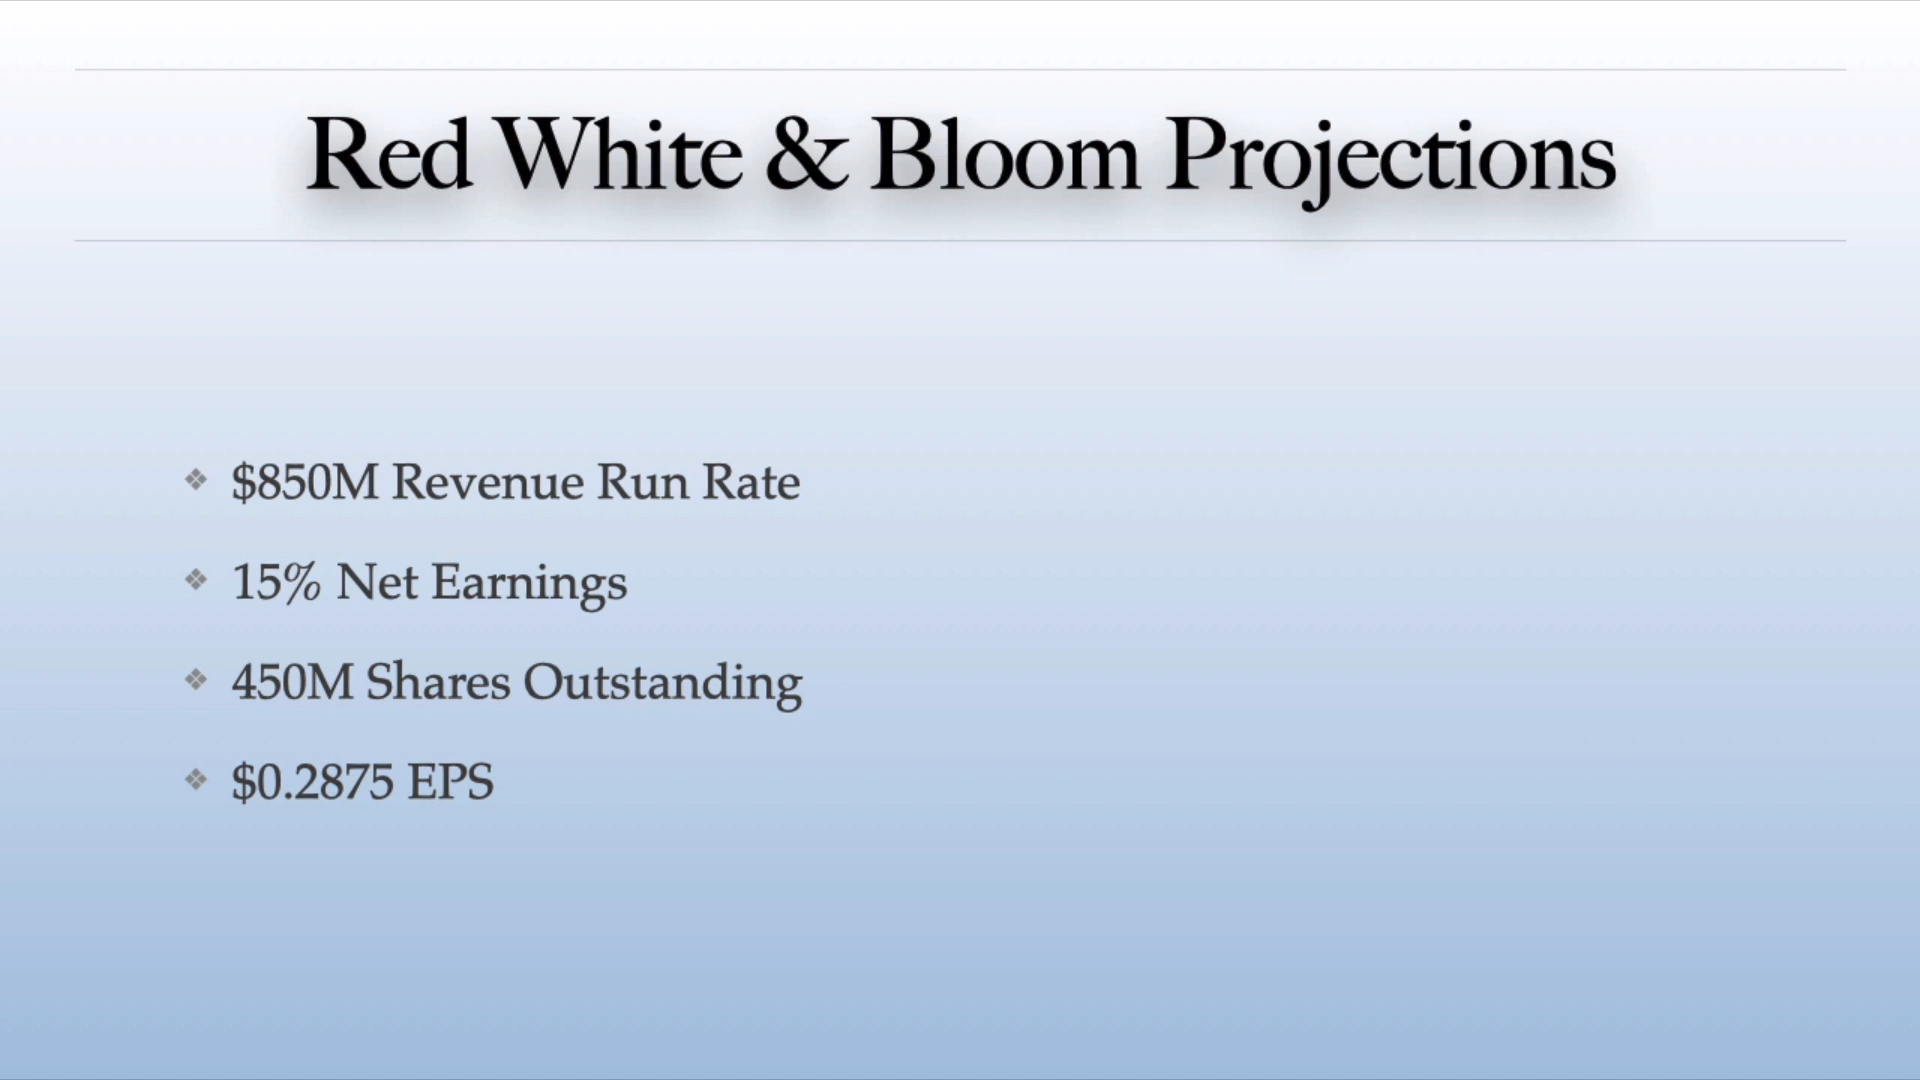 Red White & Bloom Projections
❖ $850M Revenue Run Rate
❖ 15% Net Earnings
❖ 450M Shares Outstanding
❖ $0.2875 EPS